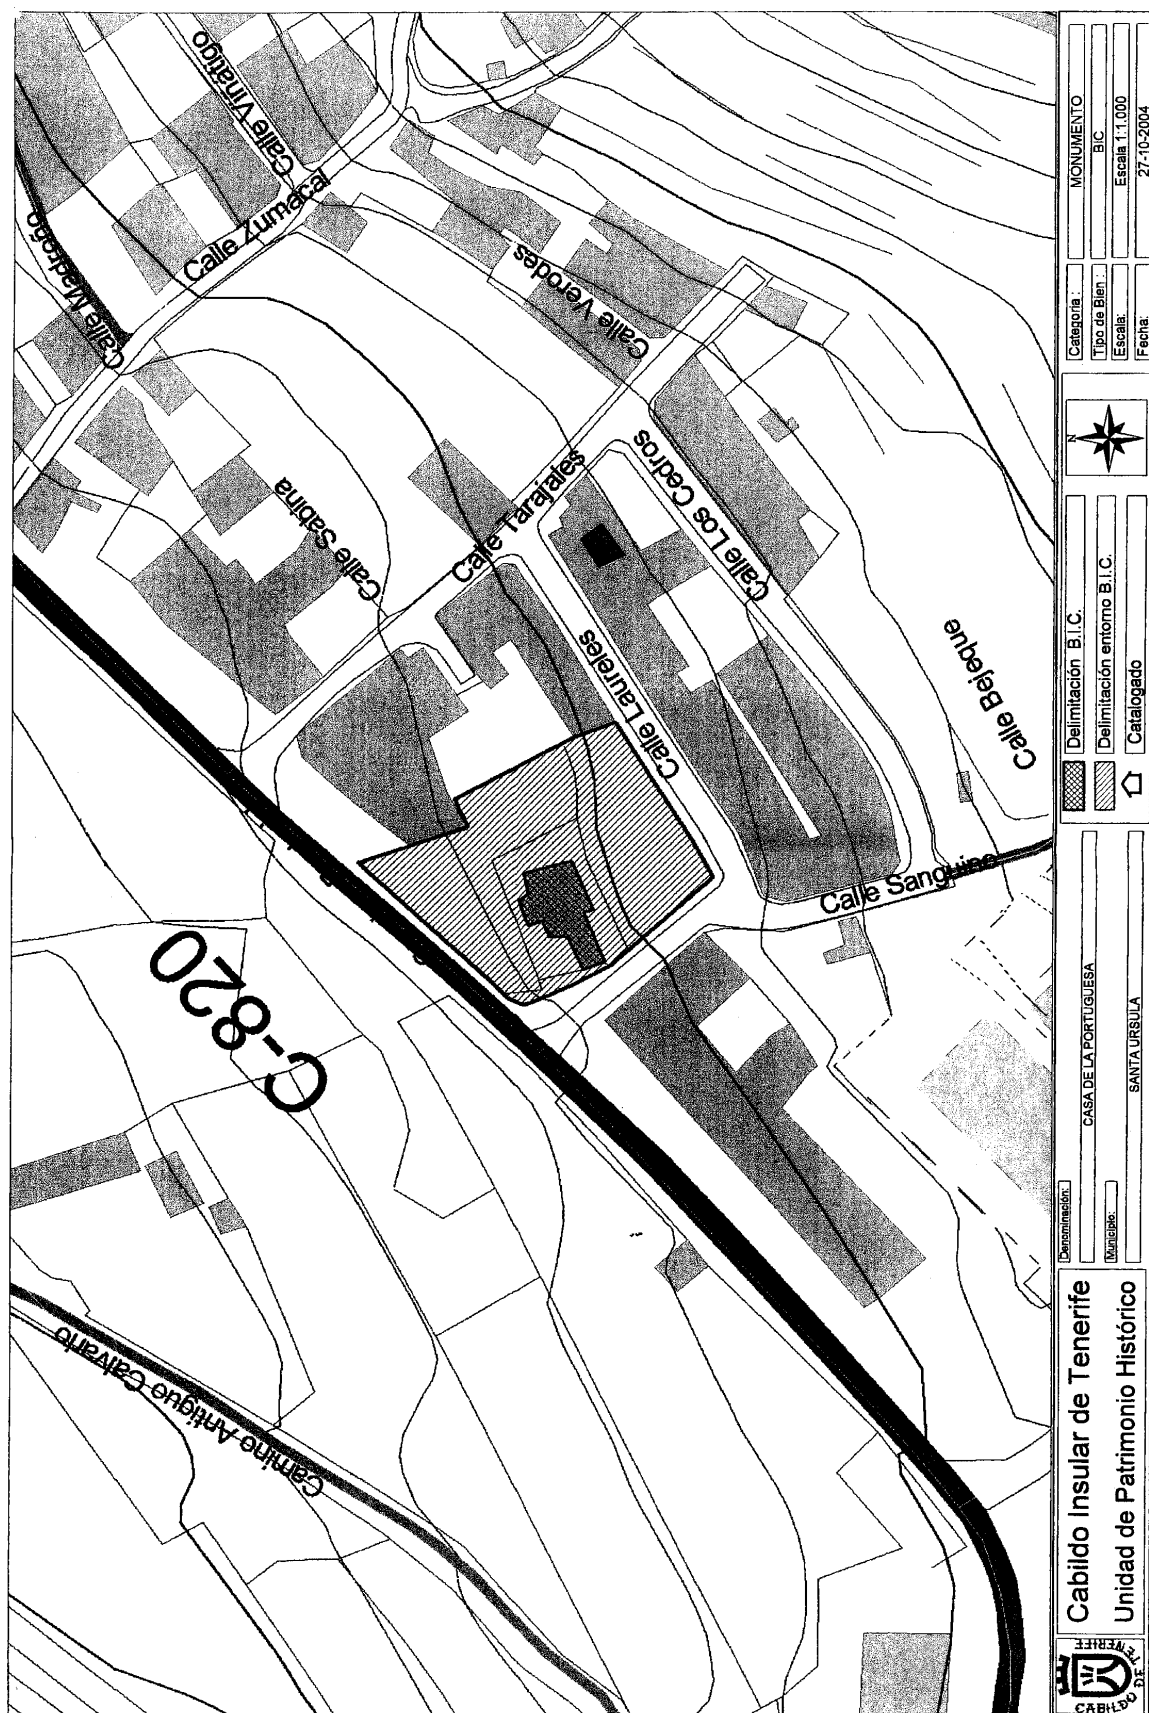 Calle Madroño
Calle Viñátigo
Calle Zumacal
Calle Verodes
Calle Sabina
Calle Tarajales
Calle Los Cedros
Calle Laureles
Calle Bejeque
Calle Sanguino
C-820
Camino Antiguo Calvario
CABILDO DE TENERIFE
Cabildo Insular de Tenerife
Unidad de Patrimonio Histórico
Denominación:
CASA DE LA PORTUGUESA
Municipio:
SANTA URSULA
Delimitación B.I.C.
Delimitación entorno B.I.C.
Catalogado
N
Categoría : MONUMENTO
Tipo de Bien : BIC
Escala: Escala 1:1.000
Fecha: 27-10-2004